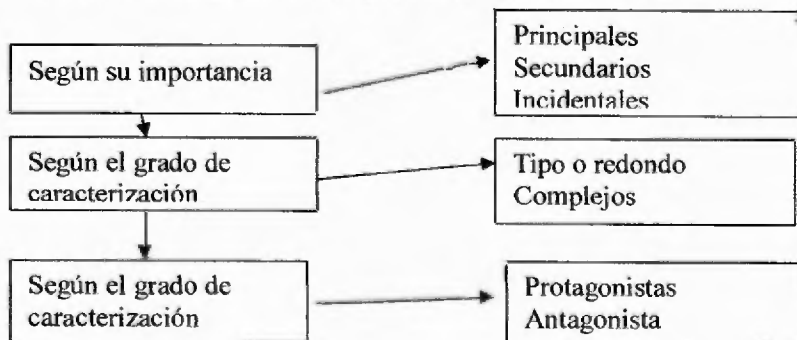 Según su importancia
Principales
Secundarios
Incidentales
Según el grado de
caracterización
Tipo o redondo
Complejos
Según el grado de
caracterización
Protagonistas
Antagonista